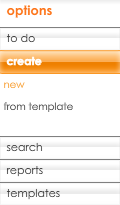 options
to do
create
new
from template
search
reports
templates